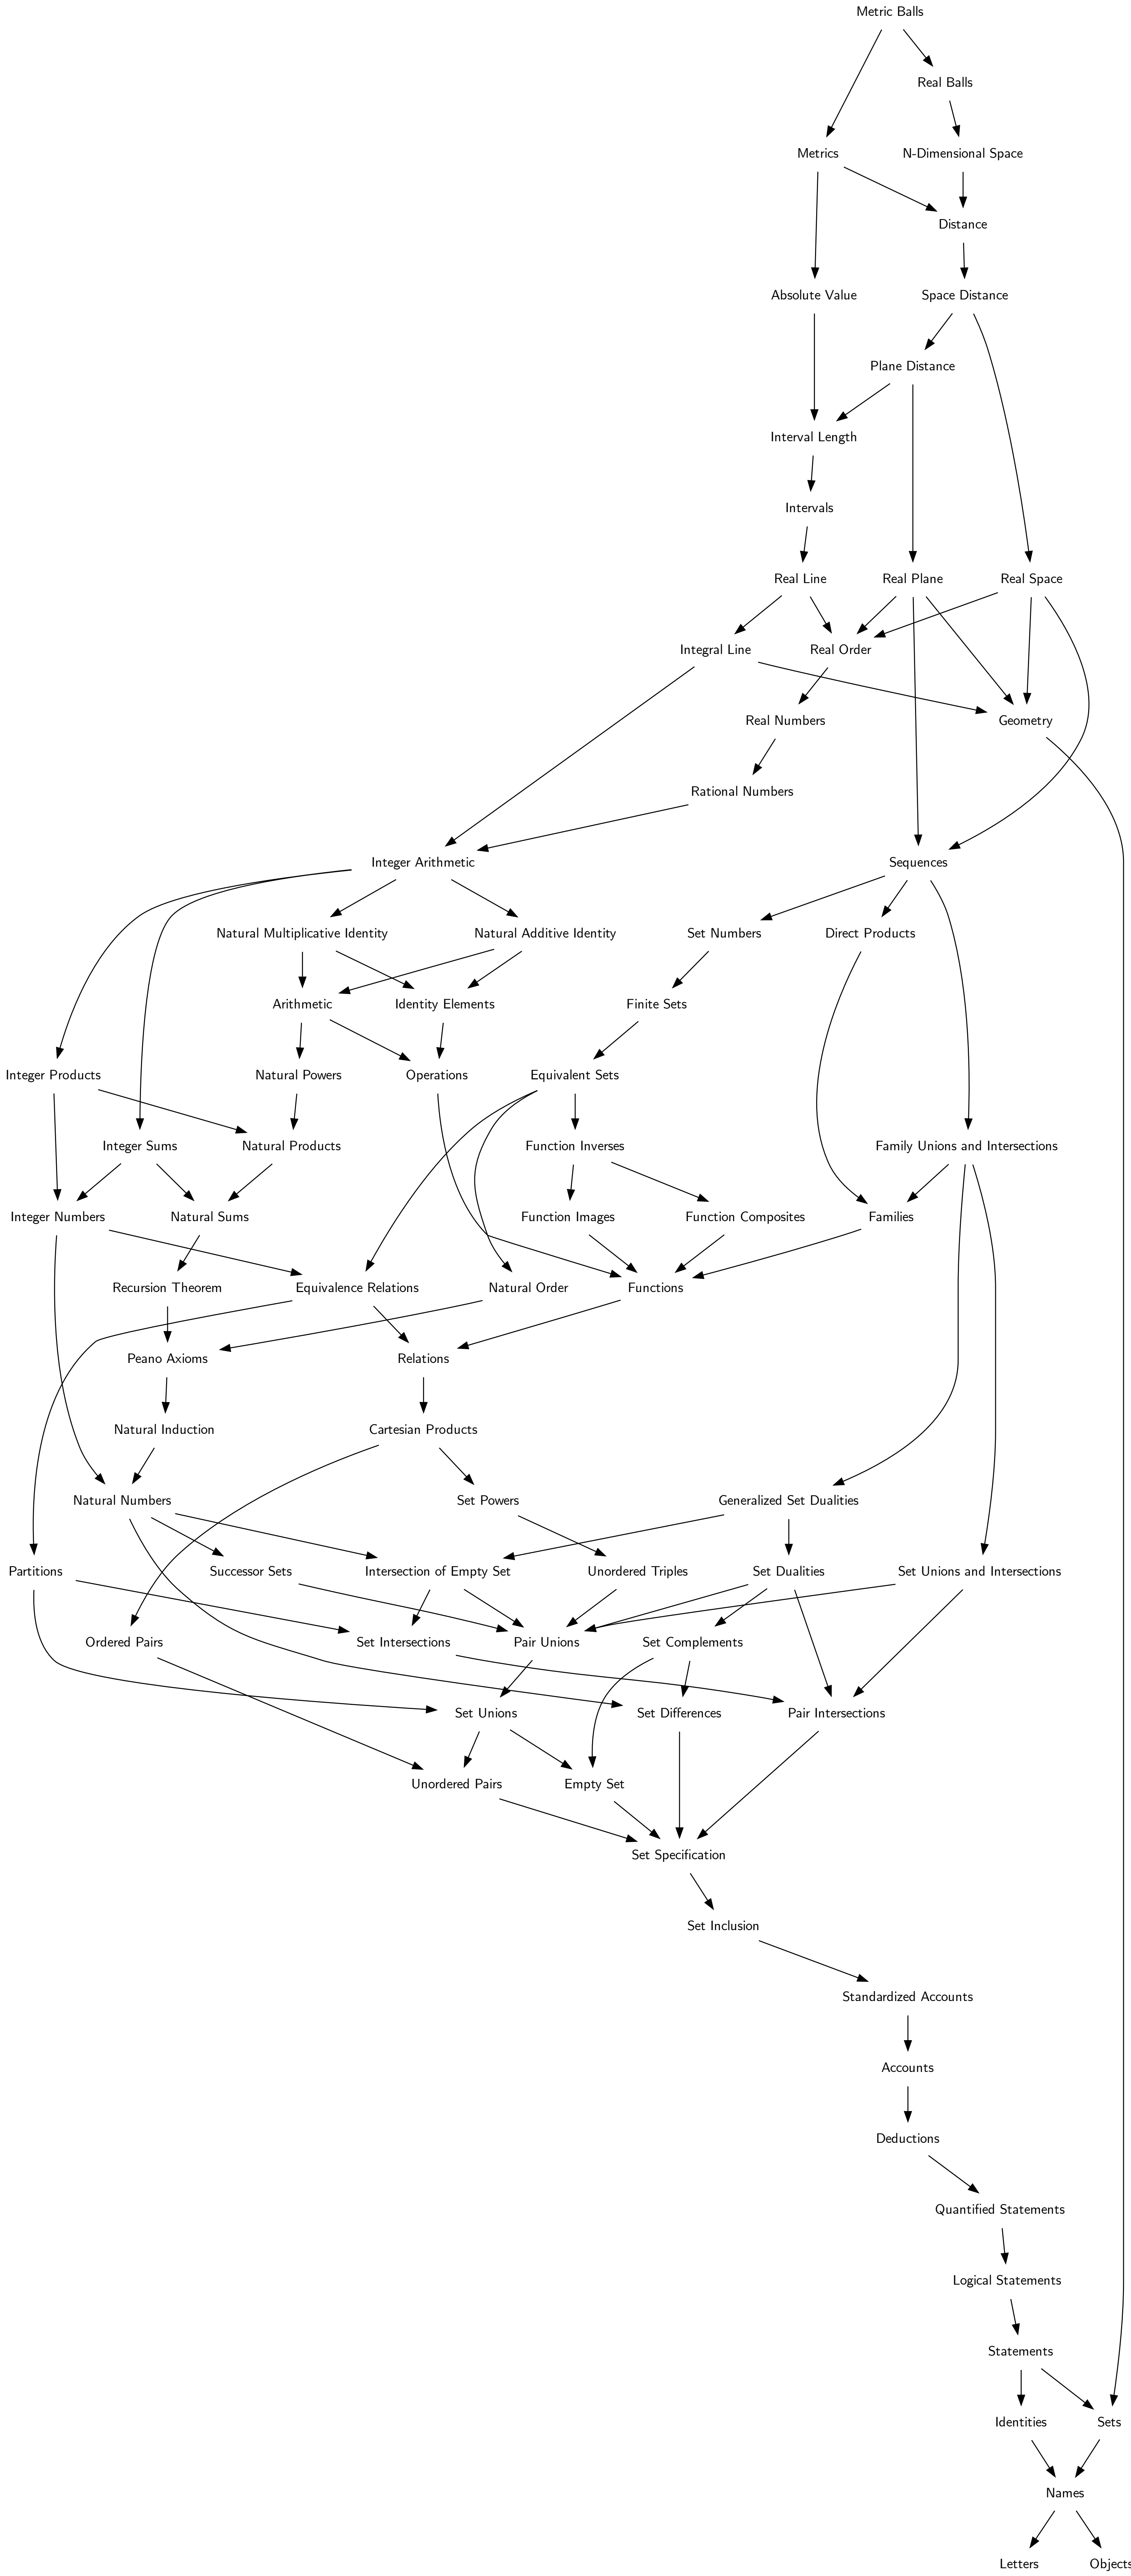 Metric Balls
Real Balls
Metrics
N-Dimensional Space
Distance
Absolute Value
Space Distance
Plane Distance
Interval Length
Intervals
Real Line
Real Plane
Real Space
Integral Line
Real Order
Real Numbers
Geometry
Rational Numbers
Integer Arithmetic
Sequences
Natural Multiplicative Identity
Natural Additive Identity
Set Numbers
Direct Products
Arithmetic
Identity Elements
Finite Sets
Integer Products
Natural Powers
Operations
Equivalent Sets
Integer Sums
Natural Products
Function Inverses
Family Unions and Intersections
Integer Numbers
Natural Sums
Function Images
Function Composites
Families
Recursion Theorem
Equivalence Relations
Natural Order
Functions
Peano Axioms
Relations
Natural Induction
Cartesian Products
Natural Numbers
Set Powers
Generalized Set Dualities
Partitions
Successor Sets
Intersection of Empty Set
Unordered Triples
Set Dualities
Set Unions and Intersections
Ordered Pairs
Set Intersections
Pair Unions
Set Complements
Set Unions
Set Differences
Pair Intersections
Unordered Pairs
Empty Set
Set Specification
Set Inclusion
Standardized Accounts
Accounts
Deductions
Quantified Statements
Logical Statements
Statements
Identities
Sets
Names
Letters
Objects